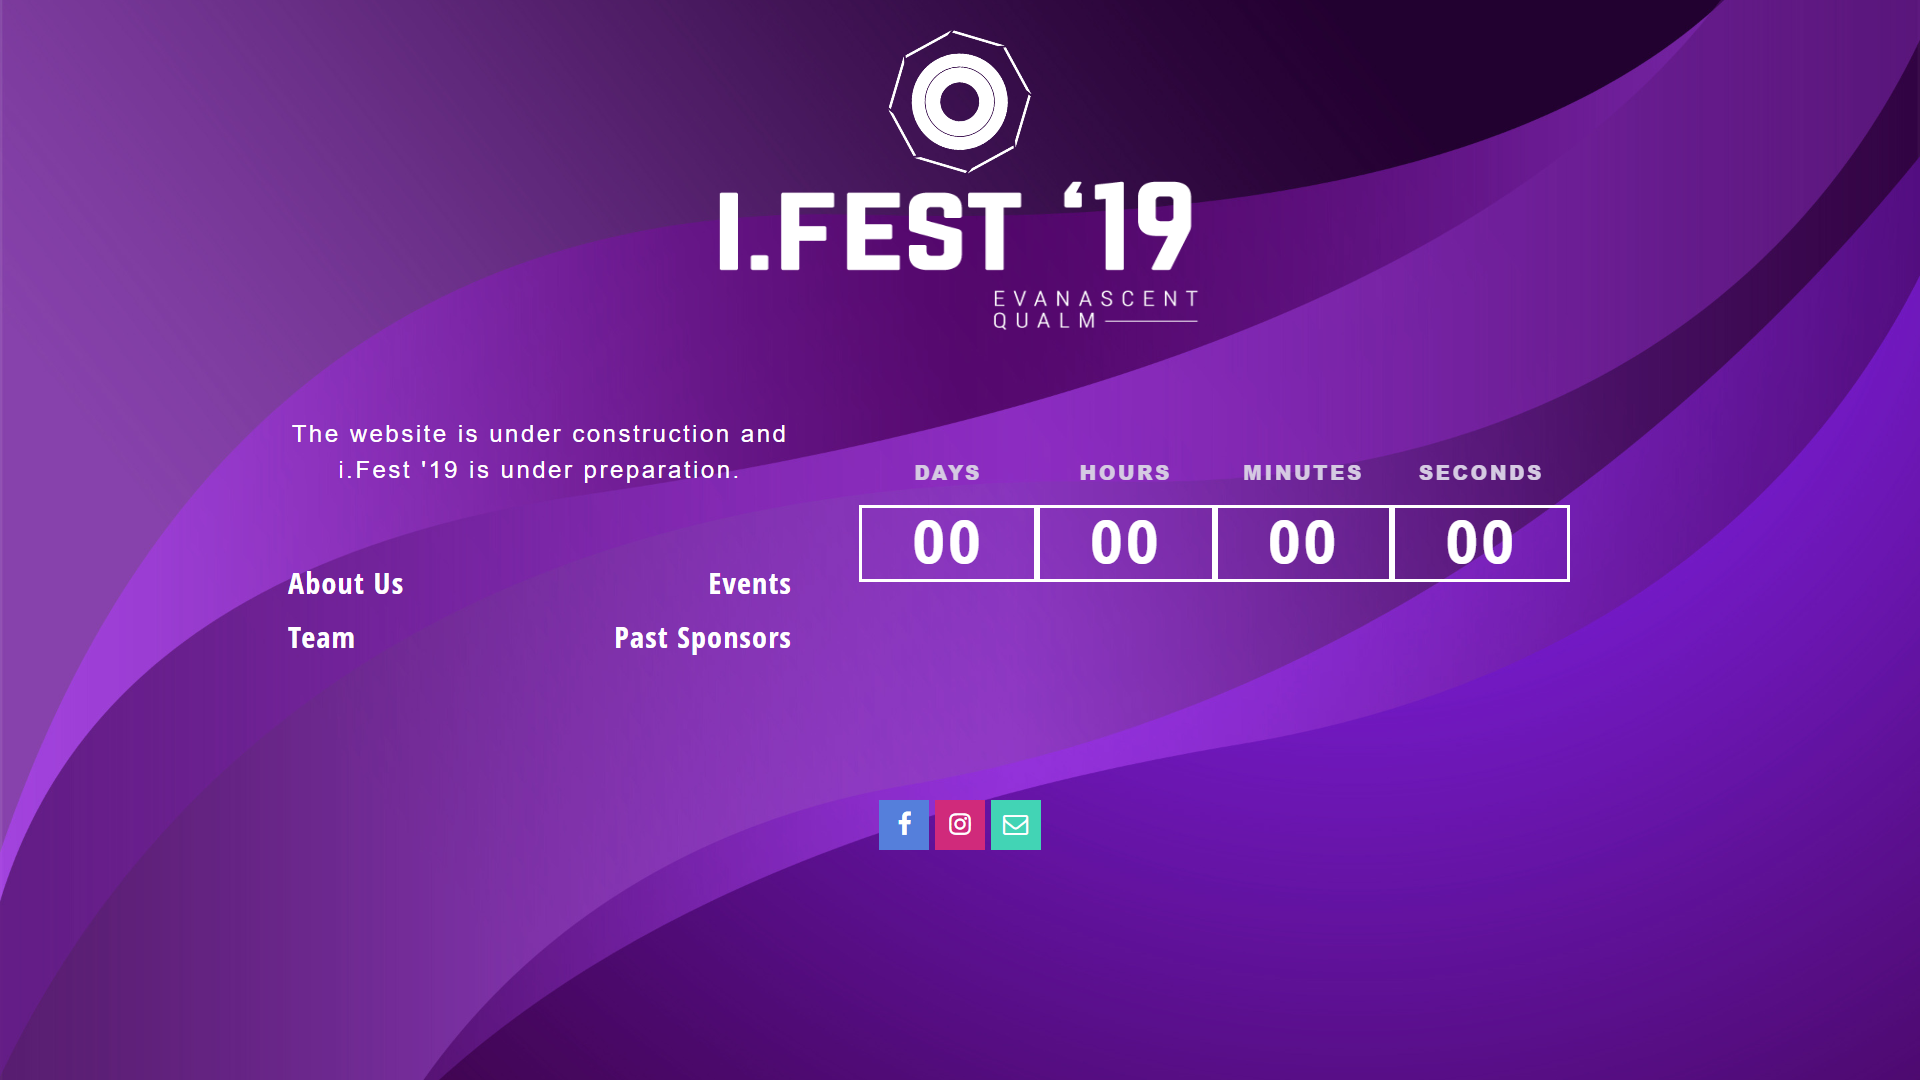 I.FEST ‘19
EVANASCENT
QUALM
The website is under construction and
i.Fest '19 is under preparation.
About Us
Events
Team
Past Sponsors
DAYS HOURS MINUTES SECONDS
00 00 00 00